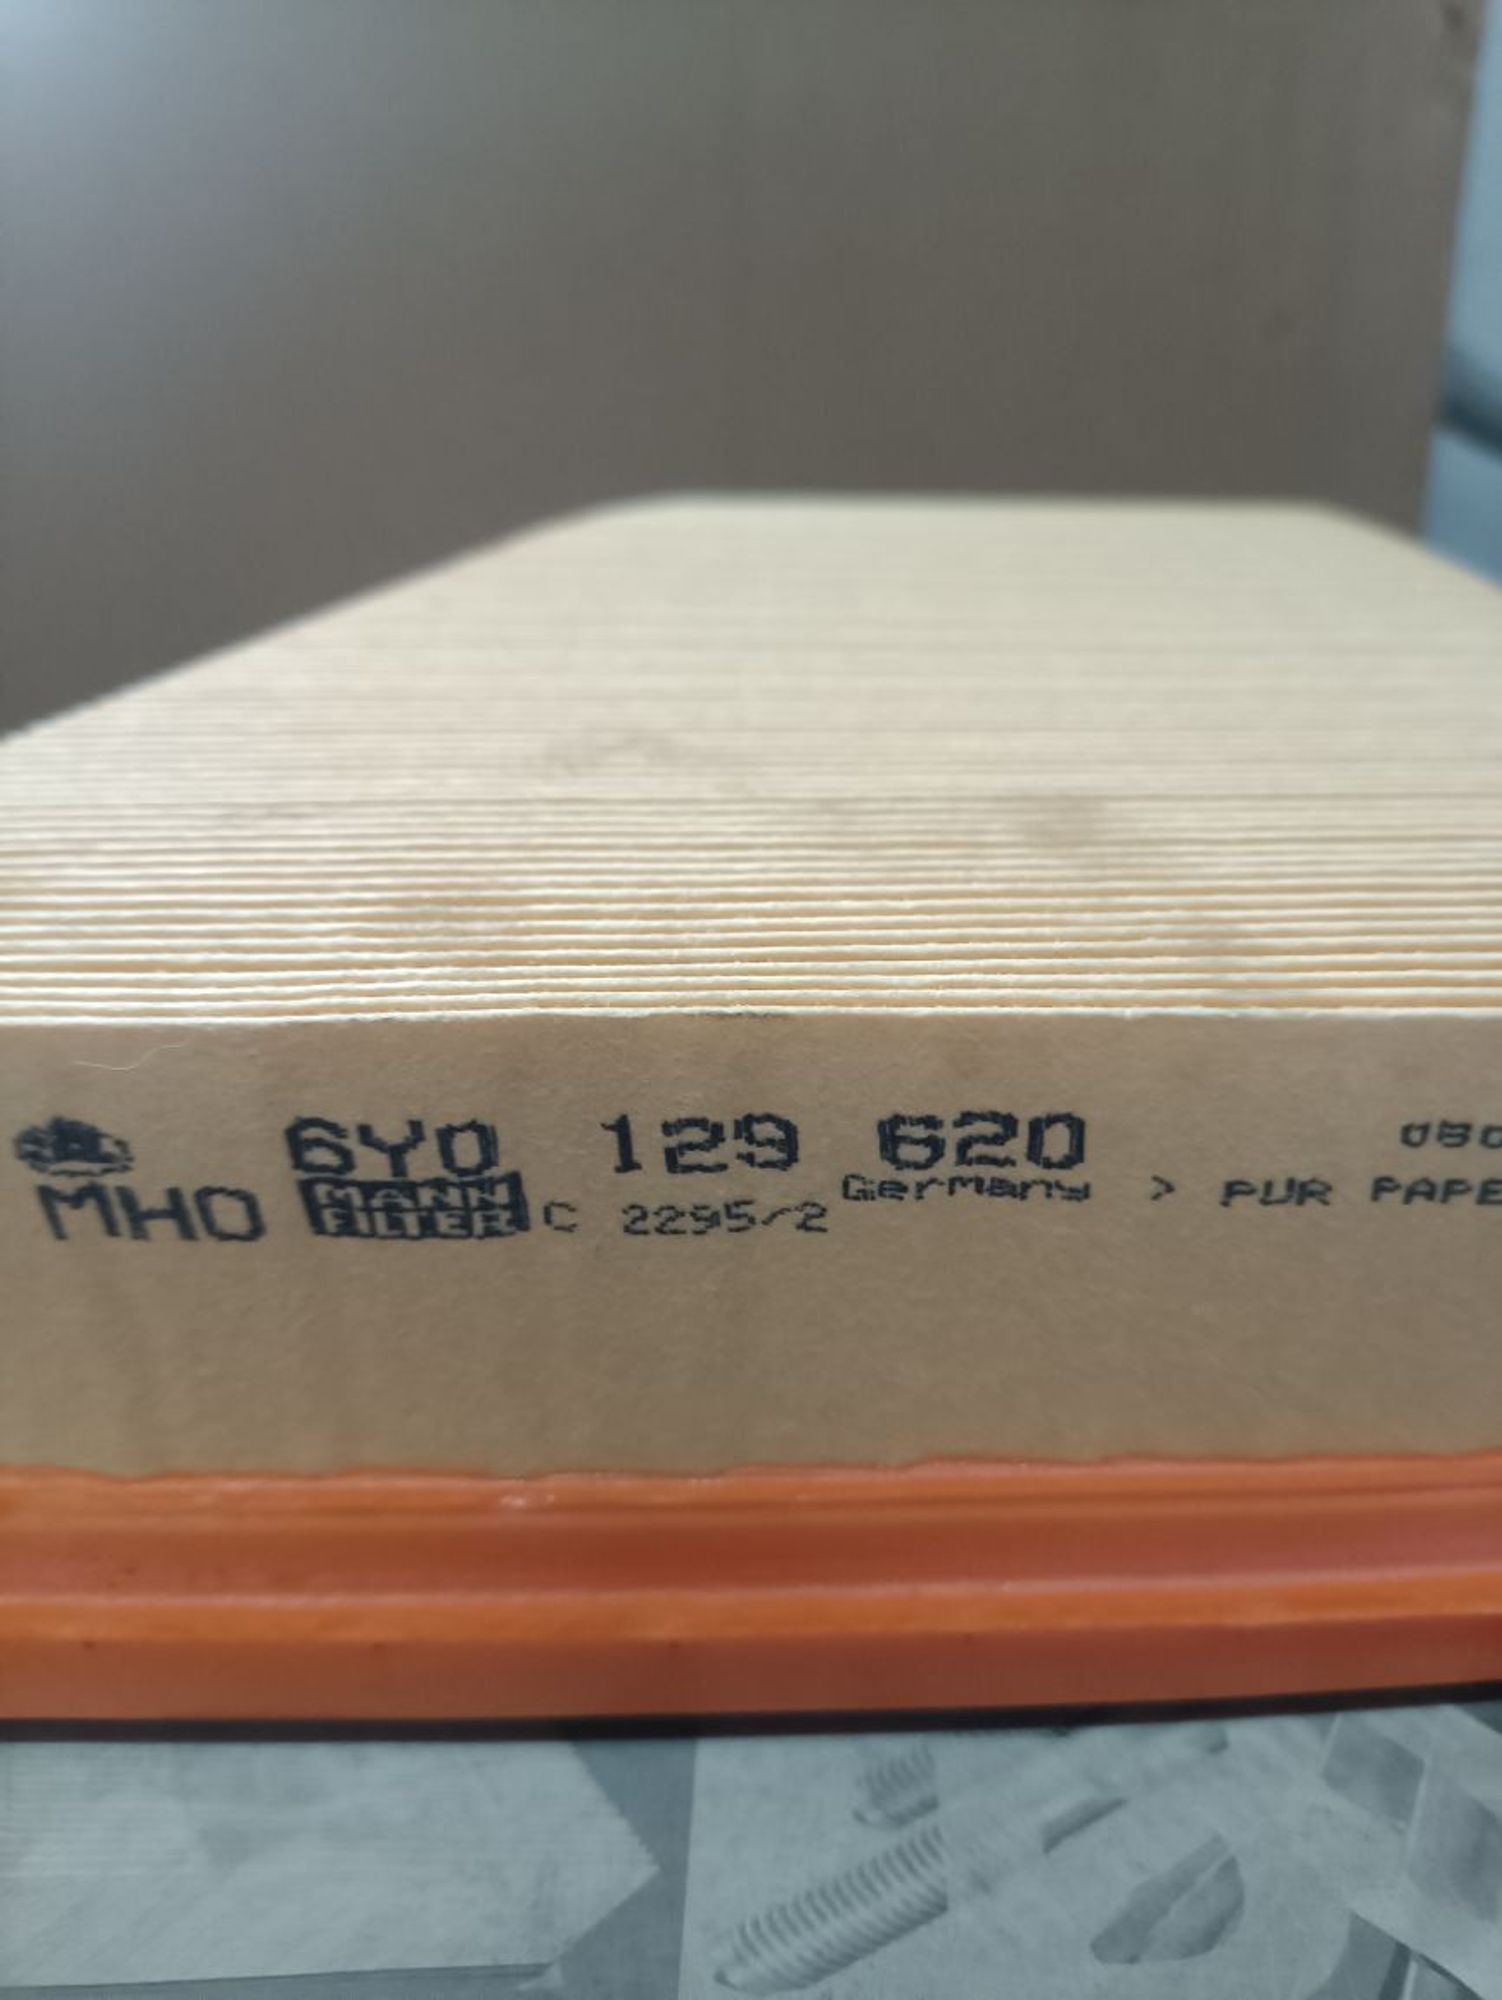 6Y0 129 620
MHO MANN FILTER C 2295/2 Germany > PUR PAPE